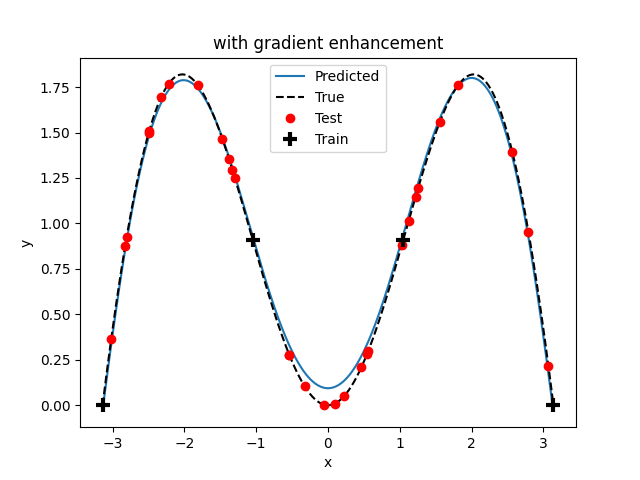 with gradient enhancement
Predicted
True
Test
Train
y
1.75
1.50
1.25
1.00
0.75
0.50
0.25
0.00
−3
−2
−1
0
1
2
3
x